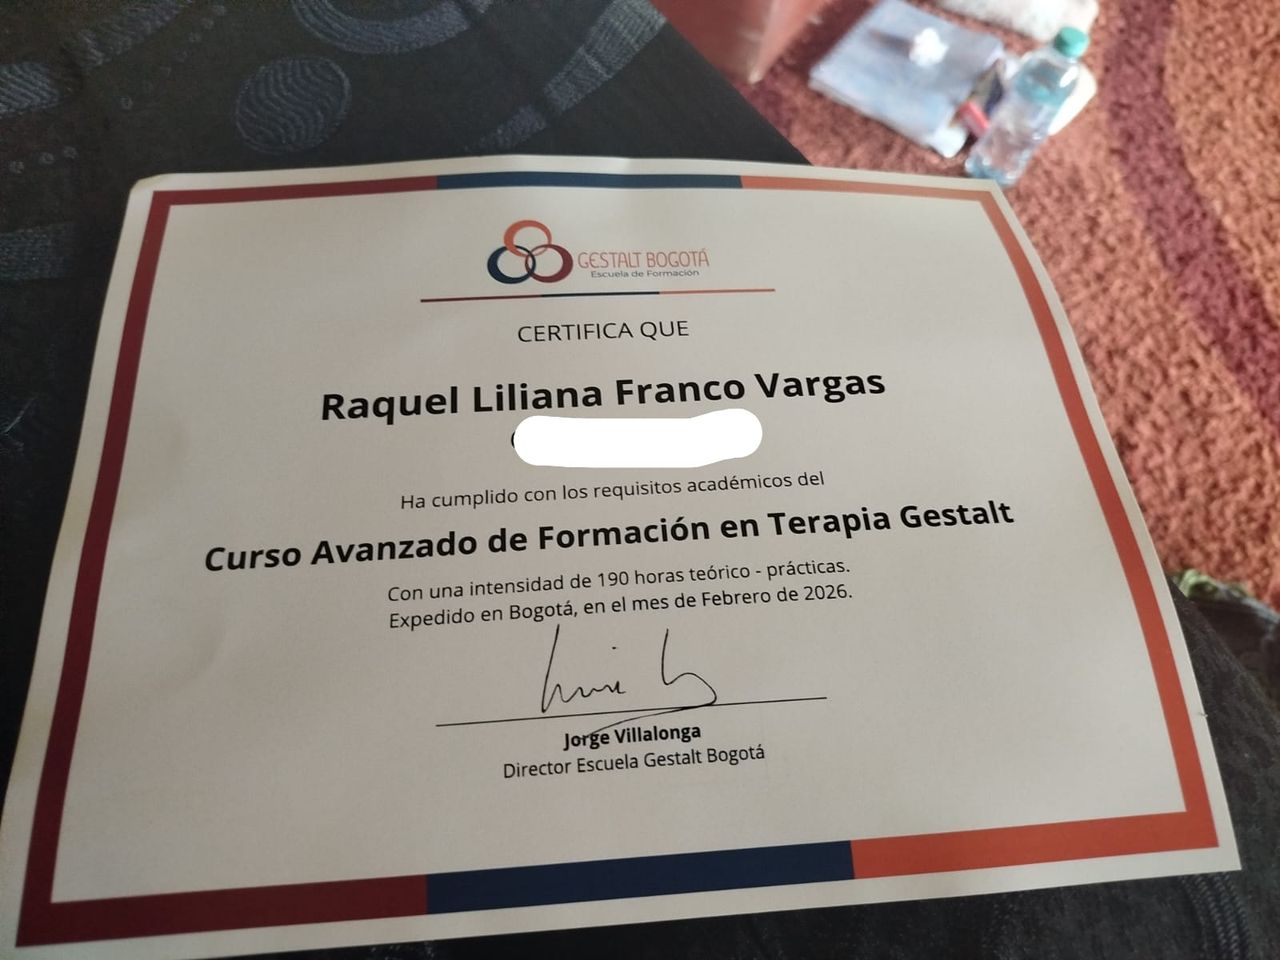 GESTALT BOGOTÁ
Escuela de Formación
CERTIFICA QUE
Raquel Liliana Franco Vargas
Ha cumplido con los requisitos académicos del
Curso Avanzado de Formación en Terapia Gestalt
Con una intensidad de 190 horas teórico - prácticas.
Expedido en Bogotá, en el mes de Febrero de 2026.
Jorge Villalonga
Director Escuela Gestalt Bogotá